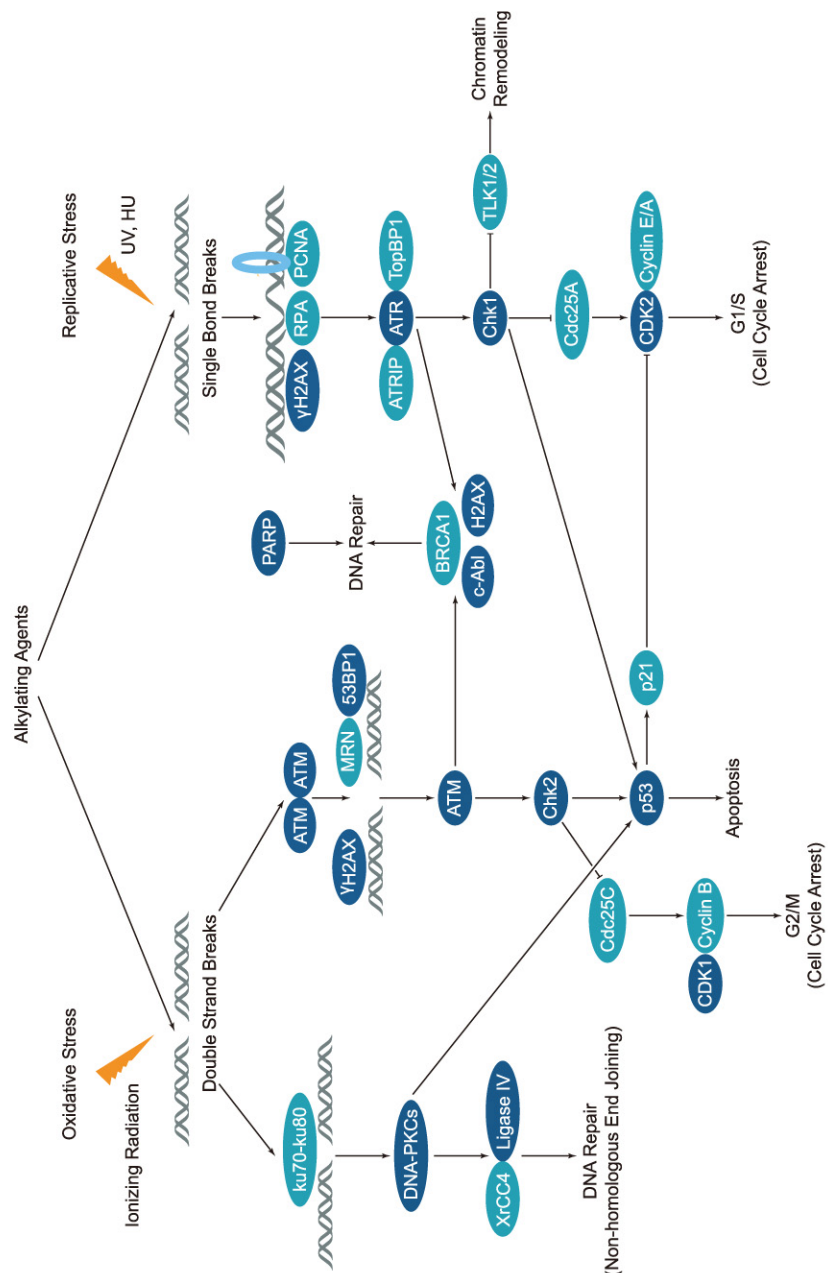 Alkylating Agents
Oxidative Stress
Ionizing Radiation
Replicative Stress
UV, HU
Double Strand Breaks
Single Bond Breaks
ku70-ku80
ATM
ATM
PARP
γH2AX
RPA
PCNA
γH2AX
MRN
53BP1
DNA Repair
DNA-PKCs
ATM
BRCA1
c-Abl
H2AX
ATRIP
ATR
TopBP1
XrCC4
Ligase IV
Chk2
Chk1
TLK1/2
Chromatin
Remodeling
DNA Repair
(Non-homologous End Joining)
Cdc25C
p53
p21
Cdc25A
CDK1
Cyclin B
CDK2
Cyclin E/A
G2/M
(Cell Cycle Arrest)
Apoptosis
G1/S
(Cell Cycle Arrest)